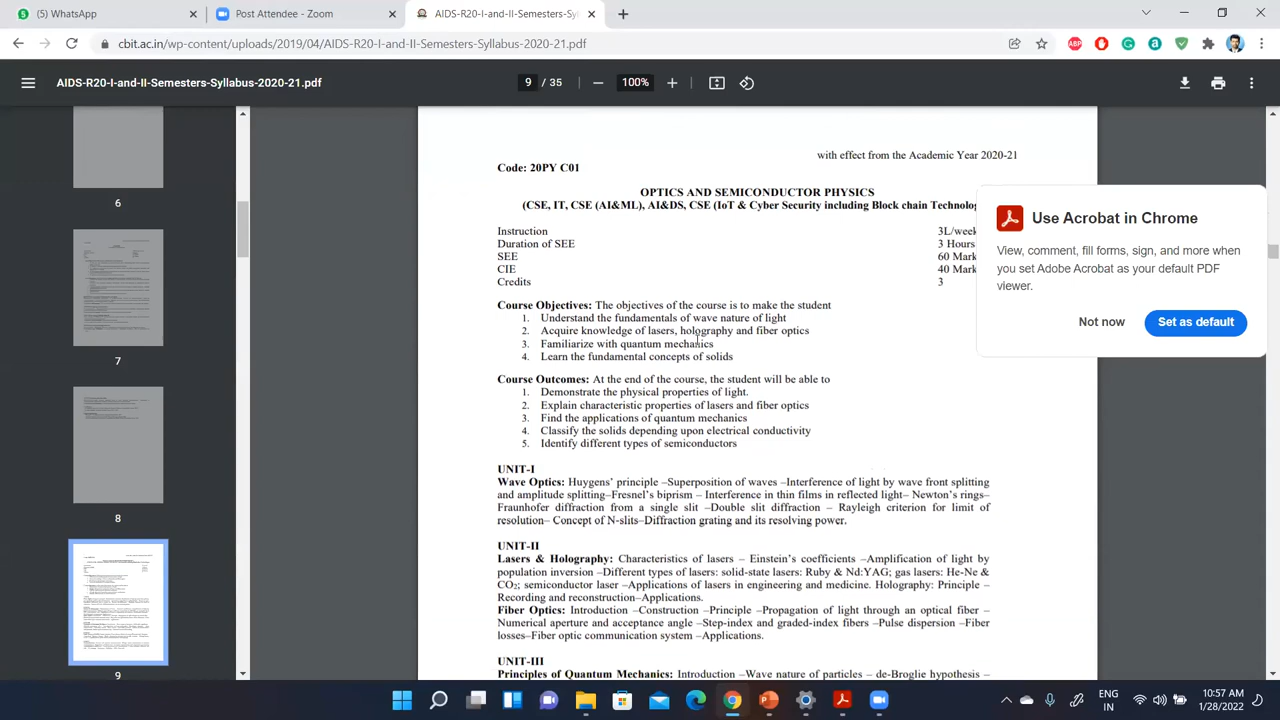 (5) WhatsApp
Post Attendee - Zoom
AIDS-R20-I-and-II-Semesters-Syll
cbit.ac.in/wp-content/uploads/2019/04/AIDS-R20-I-and-II-Semesters-Syllabus-2020-21.pdf
AIDS-R20-I-and-II-Semesters-Syllabus-2020-21.pdf
9 / 35
100%
6
7
8
9
with effect from the Academic Year 2020-21
Code: 20PY C01
OPTICS AND SEMICONDUCTOR PHYSICS
(CSE, IT, CSE (AI&ML), AI&DS, CSE (IoT & Cyber Security including Block chain Technolog
Instruction 3L/week
Duration of SEE 3 Hours
SEE 60 Mark
CIE 40 Mark
Credits 3
Course Objectives: The objectives of the course is to make the student
1. Understand the fundamentals of wave nature of light
2. Acquire knowledge of lasers, holography and fiber optics
3. Familiarize with quantum mechanics
4. Learn the fundamental concepts of solids
Course Outcomes: At the end of the course, the student will be able to
1. Demonstrate the physical properties of light.
2. Explain characteristic properties of lasers and fiber optics
3. Find the applications of quantum mechanics
4. Classify the solids depending upon electrical conductivity
5. Identify different types of semiconductors
UNIT-I
Wave Optics: Huygens' principle –Superposition of waves –Interference of light by wave front splitting
and amplitude splitting–Fresnel's biprism – Interference in thin films in reflected light– Newton's rings–
Fraunhofer diffraction from a single slit –Double slit diffraction – Rayleigh criterion for limit of
resolution– Concept of N-slits–Diffraction grating and its resolving power.
UNIT-II
Lasers & Holography: Characteristics of lasers – Einstein's coefficients –Amplification of light by
population inversion –Different types of lasers: solid-state lasers: Ruby & Nd:YAG; gas lasers: He-Ne &
CO2; semiconductor laser –Applications of lasers in engineering and medicine. Holography: Principle –
Recording and reconstruction–Applications.
Fiber Optics: Introduction –Construction –Principle –Propagation of light through an optical fiber –
Numerical aperture and acceptance angle –Step-index and graded-index fibers –Pulse dispersion –Fiber
losses–Fiber optic communication system –Applications.
UNIT-III
Principles of Quantum Mechanics: Introduction –Wave nature of particles – de-Broglie hypothesis –
Use Acrobat in Chrome
View, comment, fill forms, sign, and more when
you set Adobe Acrobat as your default PDF
viewer.
Not now
Set as default
ENG
IN
10:57 AM
1/28/2022